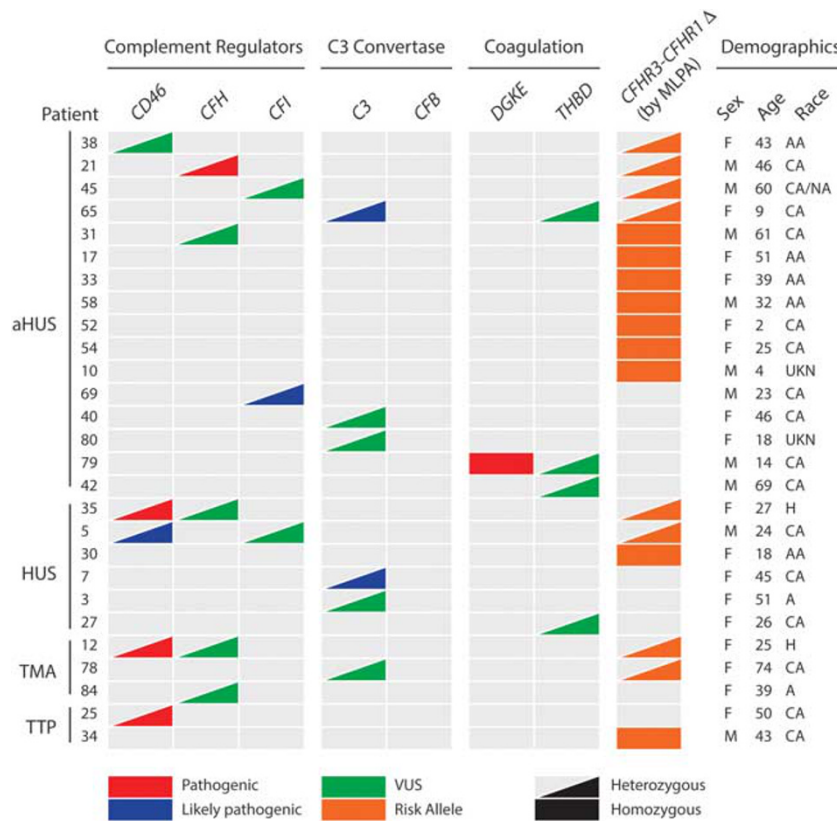 Complement Regulators C3 Convertase Coagulation CFHR3-CFHR1 Δ (by MLPA) Demographics
Patient CD46 CFH CFI C3 CFB DGKE THBD Sex Age Race
aHUS
38 F 43 AA
21 M 46 CA
45 M 60 CA/NA
65 F 9 CA
31 M 61 CA
17 F 51 AA
33 F 39 AA
58 M 32 AA
52 F 2 CA
54 F 25 CA
10 M 4 UKN
69 M 23 CA
40 F 46 CA
80 F 18 UKN
79 M 14 CA
42 M 69 CA
HUS
35 F 27 H
5 M 24 CA
30 F 18 AA
7 F 45 CA
3 F 51 A
27 F 26 CA
TMA
12 F 25 H
78 F 74 CA
84 F 39 A
TTP
25 F 50 CA
34 M 43 CA
Pathogenic VUS Heterozygous
Likely pathogenic Risk Allele Homozygous